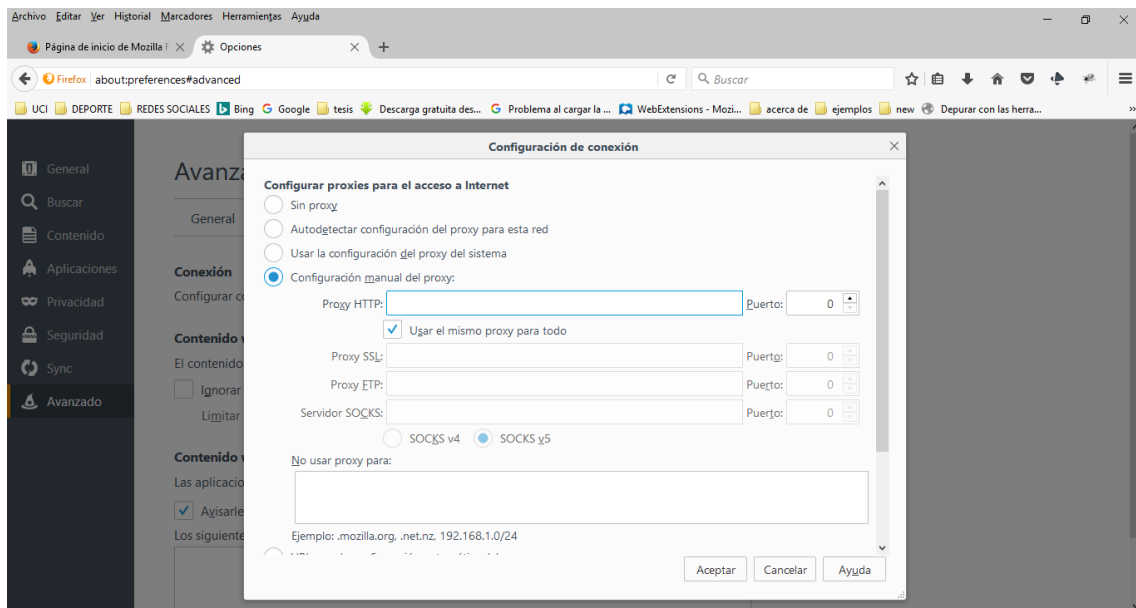 Archivo Editar Ver Historial Marcadores Herramientas Ayuda
Página de inicio de Mozilla F Opciones
Firefox about:preferences#advanced Buscar
UCI DEPORTE REDES SOCIALES Bing Google tesis Descarga gratuita des... Problema al cargar la ... WebExtensions - Mozi... acerca de ejemplos new Depurar con las herra...
Configuración de conexión
General
Buscar
Contenido
Aplicaciones
Privacidad
Seguridad
Sync
Avanzado
Avanza
General
Conexión
Configurar c
Contenido
El contenido
Ignorar
Limitar
Contenido
Las aplicacio
Avisarle
Los siguiente
Configurar proxies para el acceso a Internet
Sin proxy
Autodetectar configuración del proxy para esta red
Usar la configuración del proxy del sistema
Configuración manual del proxy:
Proxy HTTP: Puerto: 0
Usar el mismo proxy para todo
Proxy SSL: Puerto: 0
Proxy FTP: Puerto: 0
Servidor SOCKS: Puerto: 0
SOCKS v4 SOCKS v5
No usar proxy para:
Ejemplo: .mozilla.org, .net.nz, 192.168.1.0/24
Aceptar Cancelar Ayuda